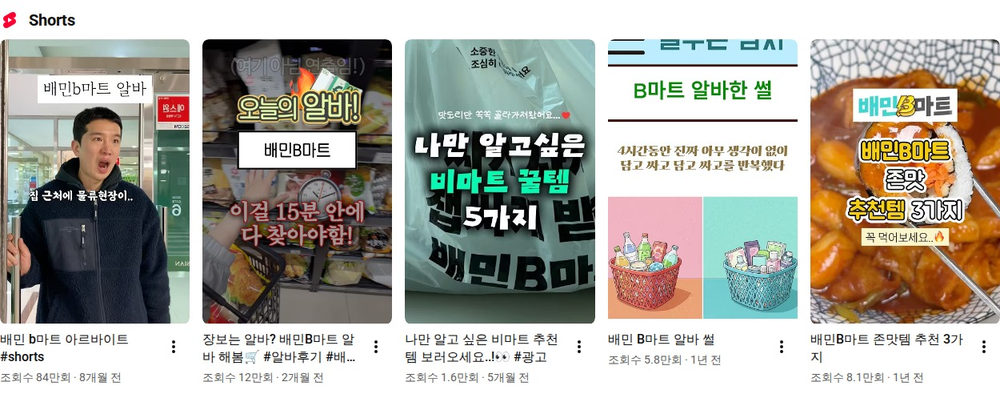 Shorts
배민b마트 알바
집 근처에 물류현장이..
배민 b마트 아르바이트
#shorts
조회수 84만회 · 8개월 전
(연기아님 연출임!)
오늘의 알바!
배민B마트
이걸 15분 안에
다 찾아야함!
장보는 알바? 배민B마트 알
바 해봄🛒 #알바후기 #배...
조회수 12만회 · 2개월 전
소중한
조심히
맛도리만 쏙쏙 골라가져왔어요...♥
나만 알고싶은
비마트 꿀템
5가지
배민B마
나만 알고 싶은 비마트 추천
템 보러오세요..!👀 #광고
조회수 1.6만회 · 5개월 전
B마트 알바한 썰
4시간동안 진짜 아무 생각이 없이
담고 싸고 담고 싸고를 반복했다
배민 B마트 알바 썰
조회수 5.8만회 · 1년 전
배민B마트
배민B마트
존맛
추천템 3가지
꼭 먹어보세요..🔥
배민B마트 존맛템 추천 3가
지
조회수 8.1만회 · 1년 전